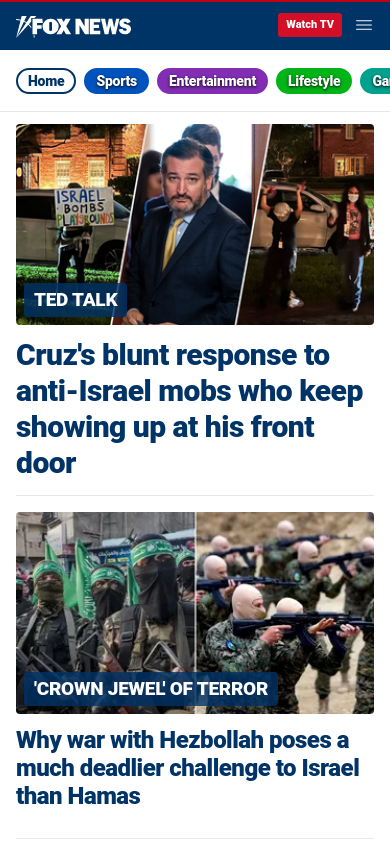 FOX NEWS
Watch TV
Home
Sports
Entertainment
Lifestyle
Ga
ISRAEL
BOMBS
PLAYGROUNDS
TED TALK
Cruz's blunt response to
anti-Israel mobs who keep
showing up at his front
door
'CROWN JEWEL' OF TERROR
Why war with Hezbollah poses a
much deadlier challenge to Israel
than Hamas